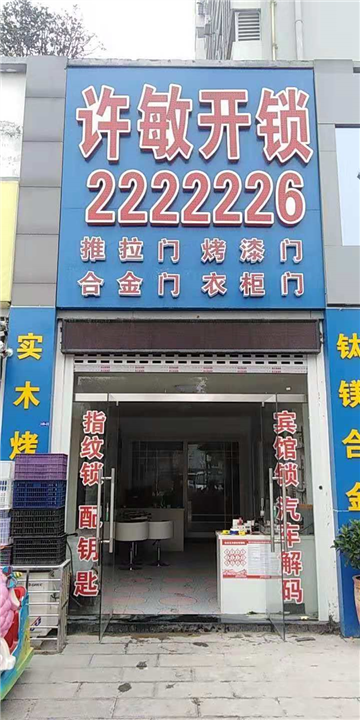 许敏开锁
2222226
推拉门 烤漆门
合金门 衣柜门
实木烤
钛镁合金
指纹锁 配钥匙
宾馆锁 汽车解码